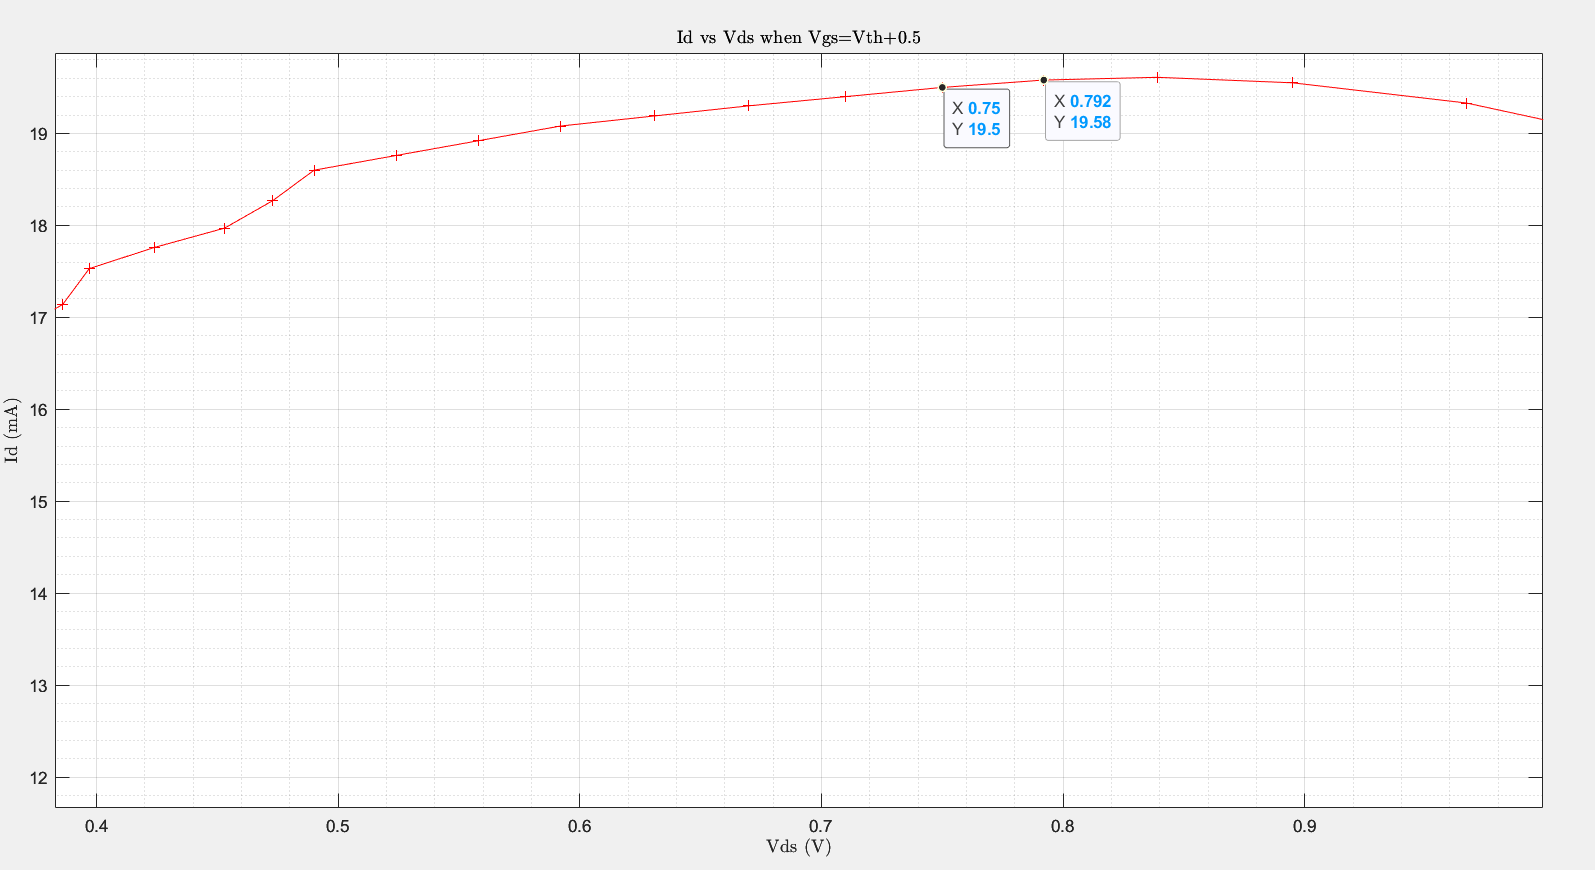 Id vs Vds when Vgs=Vth+0.5
19
18
17
16
15
14
13
12
Id (mA)
X 0.75
Y 19.5
X 0.792
Y 19.58
0.4 0.5 0.6 0.7 0.8 0.9
Vds (V)